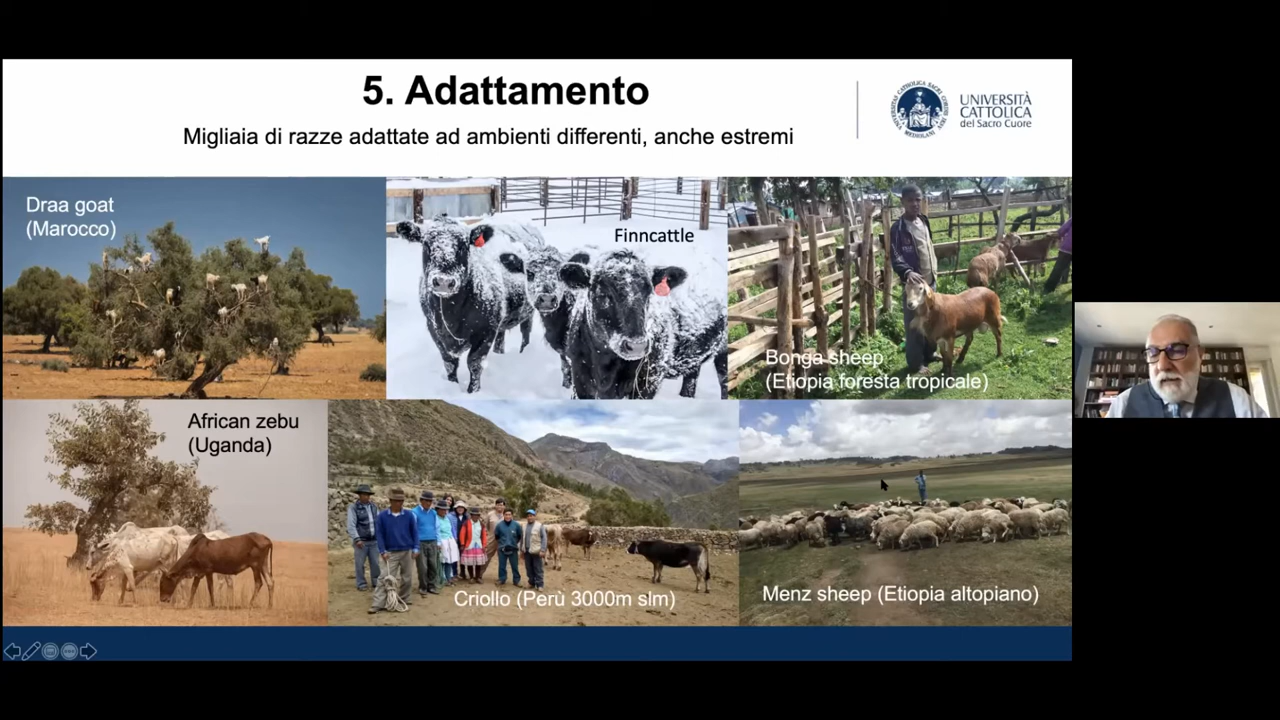 5. Adattamento
Migliaia di razze adattate ad ambienti differenti, anche estremi
UNIVERSITÀ
CATTOLICA
del Sacro Cuore
Draa goat
(Marocco)
Finncattle
Bonga sheep
(Etiopia foresta tropicale)
African zebu
(Uganda)
Criollo (Perù 3000m slm)
Menz sheep (Etiopia altopiano)